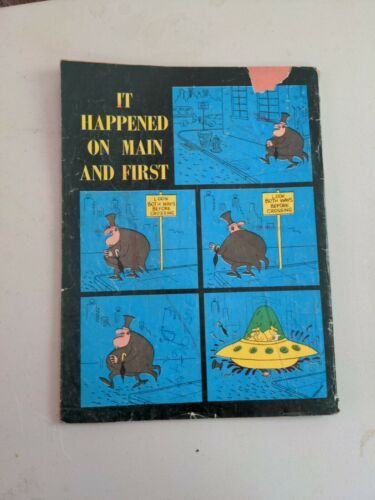 IT
HAPPENED
ON MAIN
AND FIRST
LOOK
BOTH WAYS
BEFORE
CROSSING
LOOK
BOTH WAYS
BEFORE
CROSSING